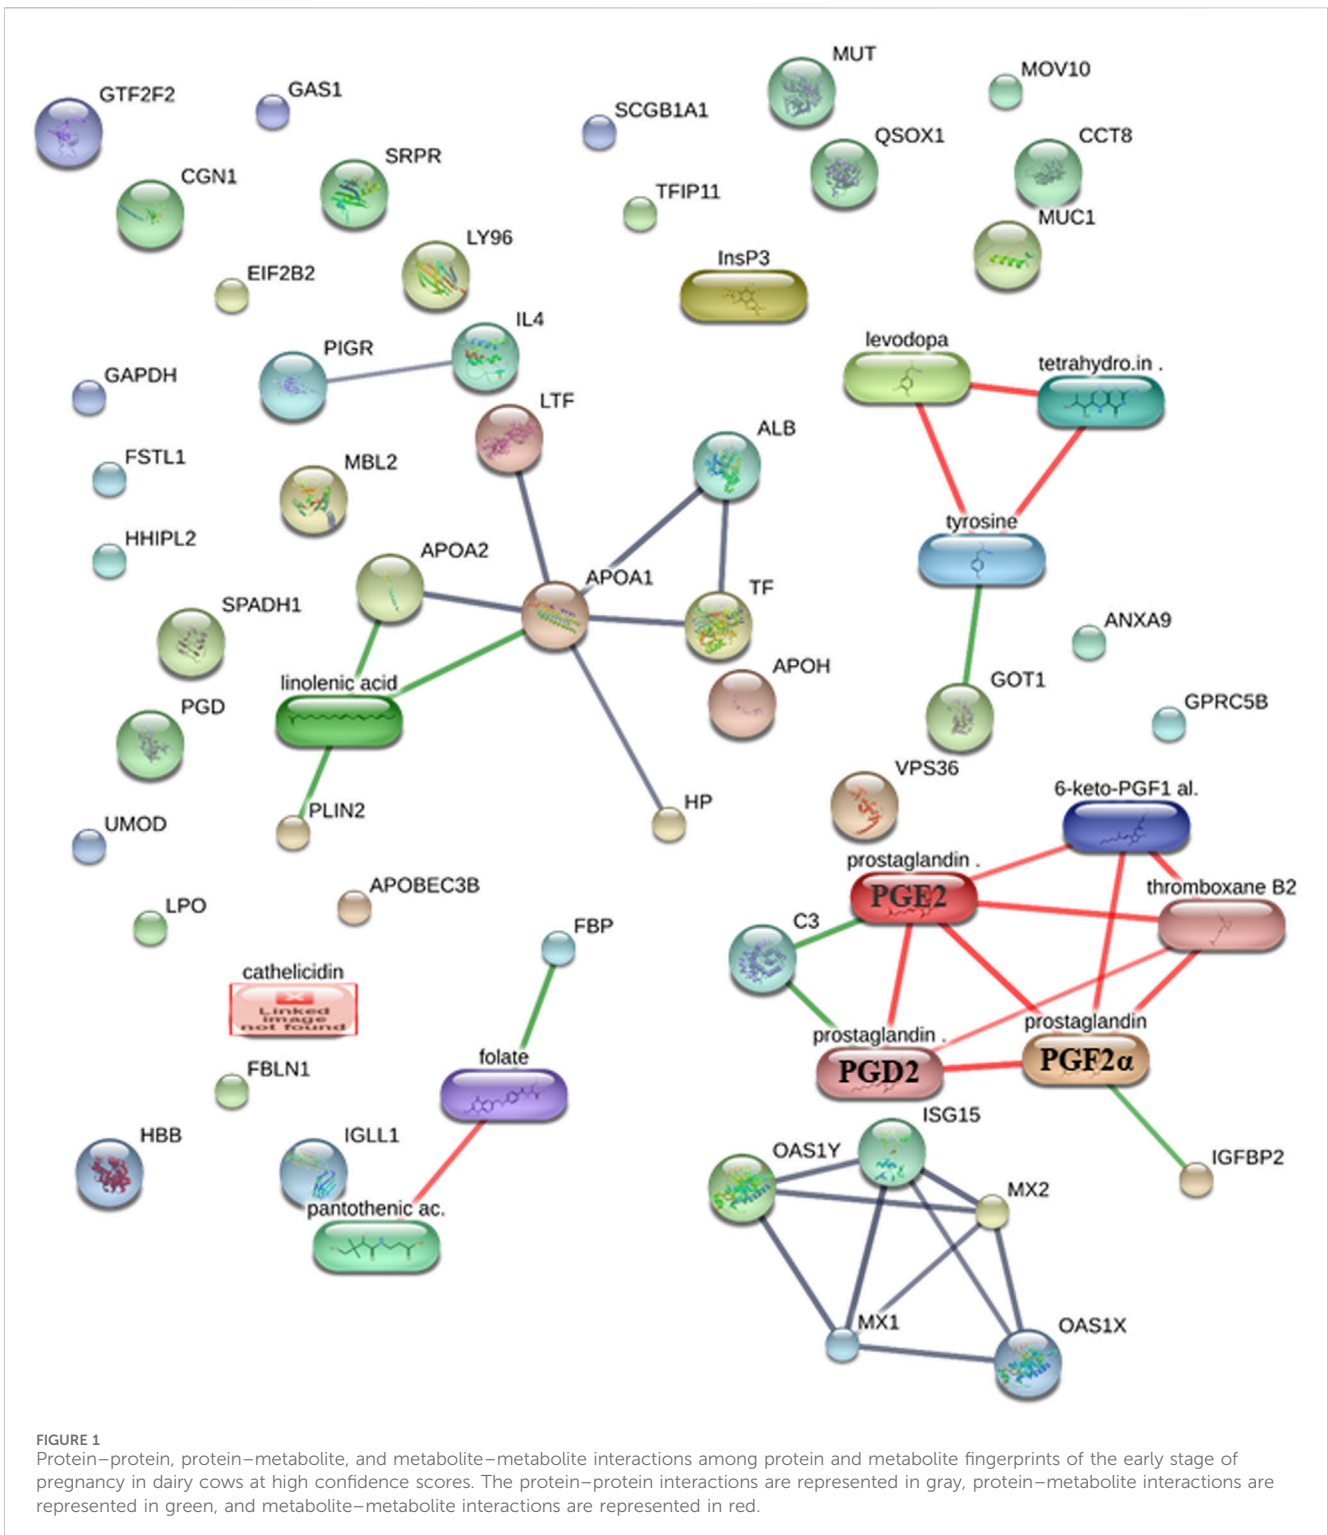 MUT
MOV10
GAS1
GTF2F2
SCGB1A1
QSOX1
CCT8
SRPR
CGN1
TFIP11
MUC1
LY96
InsP3
EIF2B2
IL4
levodopa
PIGR
tetrahydro.in .
GAPDH
LTF
ALB
FSTL1
MBL2
tyrosine
HHIPL2
APOA2
APOA1
TF
SPADH1
ANXA9
APOH
linolenic acid
GOT1
GPRC5B
PGD
VPS36
6-keto-PGF1 al.
HP
PLIN2
UMOD
prostaglandin .
PGE2
thromboxane B2
APOBEC3B
LPO
C3
FBP
cathelicidin
Linked
image
not found
prostaglandin
PGF2α
prostaglandin .
PGD2
folate
FBLN1
ISG15
HBB
IGLL1
OAS1Y
IGFBP2
MX2
pantothenic ac.
MX1
OAS1X
FIGURE 1
Protein–protein, protein–metabolite, and metabolite–metabolite interactions among protein and metabolite fingerprints of the early stage of
pregnancy in dairy cows at high confidence scores. The protein–protein interactions are represented in gray, protein–metabolite interactions are
represented in green, and metabolite–metabolite interactions are represented in red.